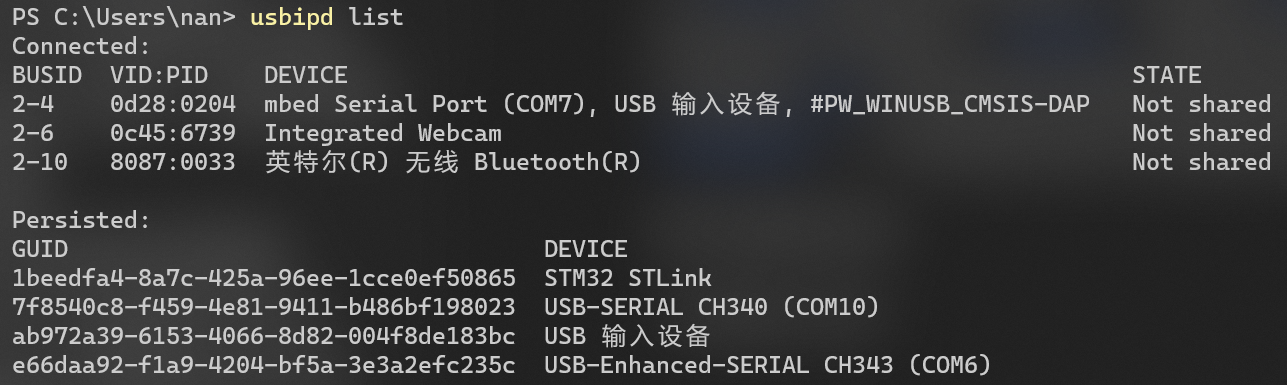 PS C:\Users\nan> usbipd list
Connected:
BUSID  VID:PID    DEVICE                                                        STATE
2-4    0d28:0204  mbed Serial Port (COM7), USB 输入设备, #PW_WINUSB_CMSIS-DAP   Not shared
2-6    0c45:6739  Integrated Webcam                                             Not shared
2-10   8087:0033  英特尔(R) 无线 Bluetooth(R)                                   Not shared

Persisted:
GUID                                  DEVICE
1beedfa4-8a7c-425a-96ee-1cce0ef50865  STM32 STLink
7f8540c8-f459-4e81-9411-b486bf198023  USB-SERIAL CH340 (COM10)
ab972a39-6153-4066-8d82-004f8de183bc  USB 输入设备
e66daa92-f1a9-4204-bf5a-3e3a2efc235c  USB-Enhanced-SERIAL CH343 (COM6)